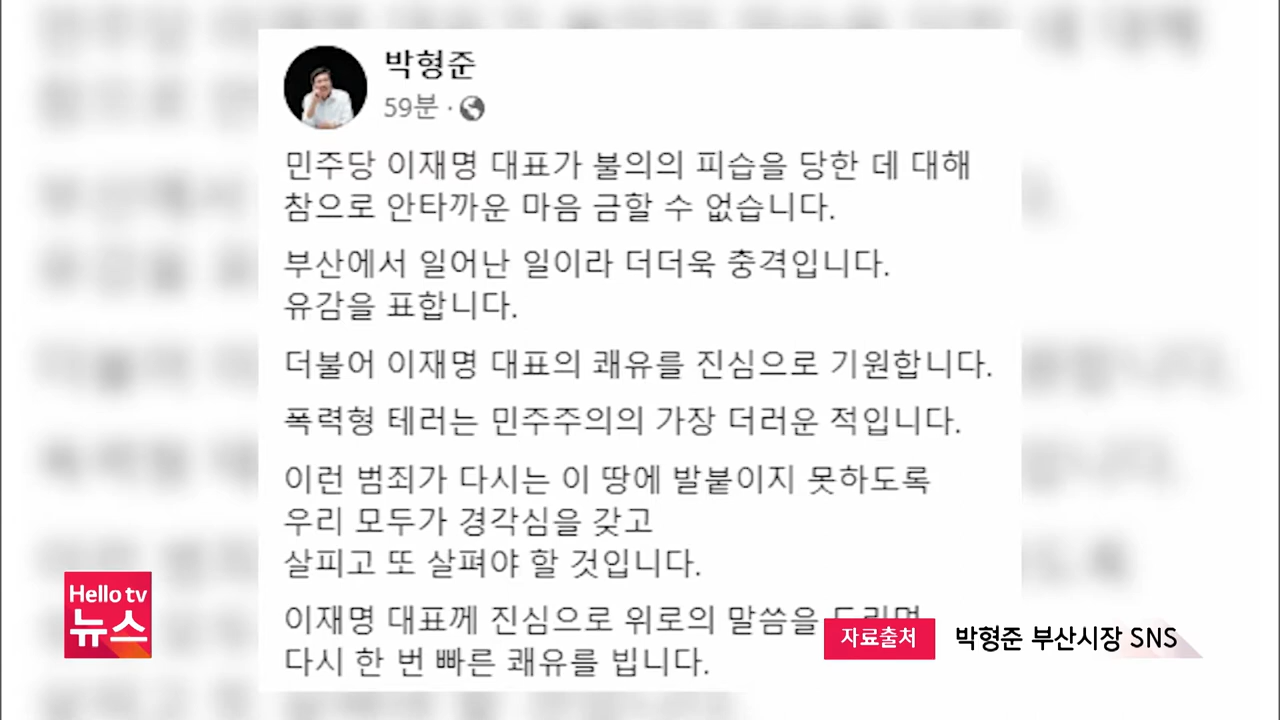 박형준
59분 ·
민주당 이재명 대표가 불의의 피습을 당한 데 대해
참으로 안타까운 마음 금할 수 없습니다.
부산에서 일어난 일이라 더더욱 충격입니다.
유감을 표합니다.
더불어 이재명 대표의 쾌유를 진심으로 기원합니다.
폭력형 테러는 민주주의의 가장 더러운 적입니다.
이런 범죄가 다시는 이 땅에 발붙이지 못하도록
우리 모두가 경각심을 갖고
살피고 또 살펴야 할 것입니다.
이재명 대표께 진심으로 위로의 말씀을 드리며
다시 한 번 빠른 쾌유를 빕니다.
Hello tv
뉴스
자료출처 박형준 부산시장 SNS